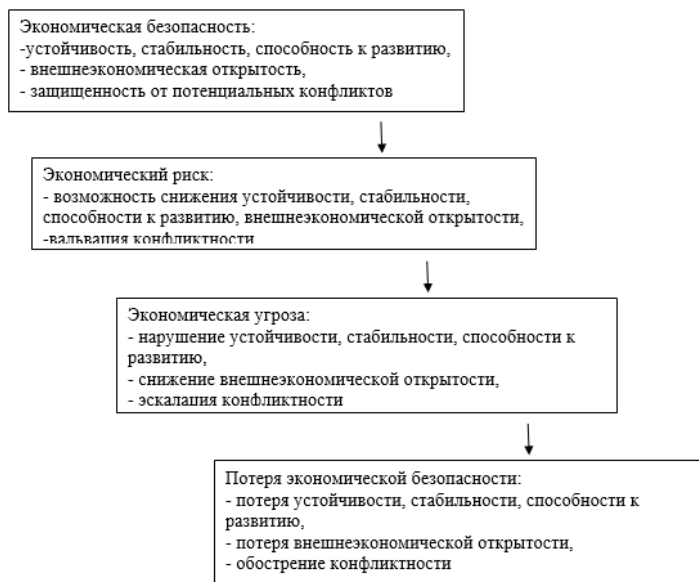 Экономическая безопасность:
-устойчивость, стабильность, способность к развитию,
- внешнеэкономическая открытость,
- защищенность от потенциальных конфликтов
Экономический риск:
- возможность снижения устойчивости, стабильности,
способности к развитию, внешнеэкономической открытости,
-вальвация конфликтности
Экономическая угроза:
- нарушение устойчивости, стабильности, способности к
развитию,
- снижение внешнеэкономической открытости,
- эскалация конфликтности
Потеря экономической безопасности:
- потеря устойчивости, стабильности, способности к
развитию,
- потеря внешнеэкономической открытости,
- обострение конфликтности